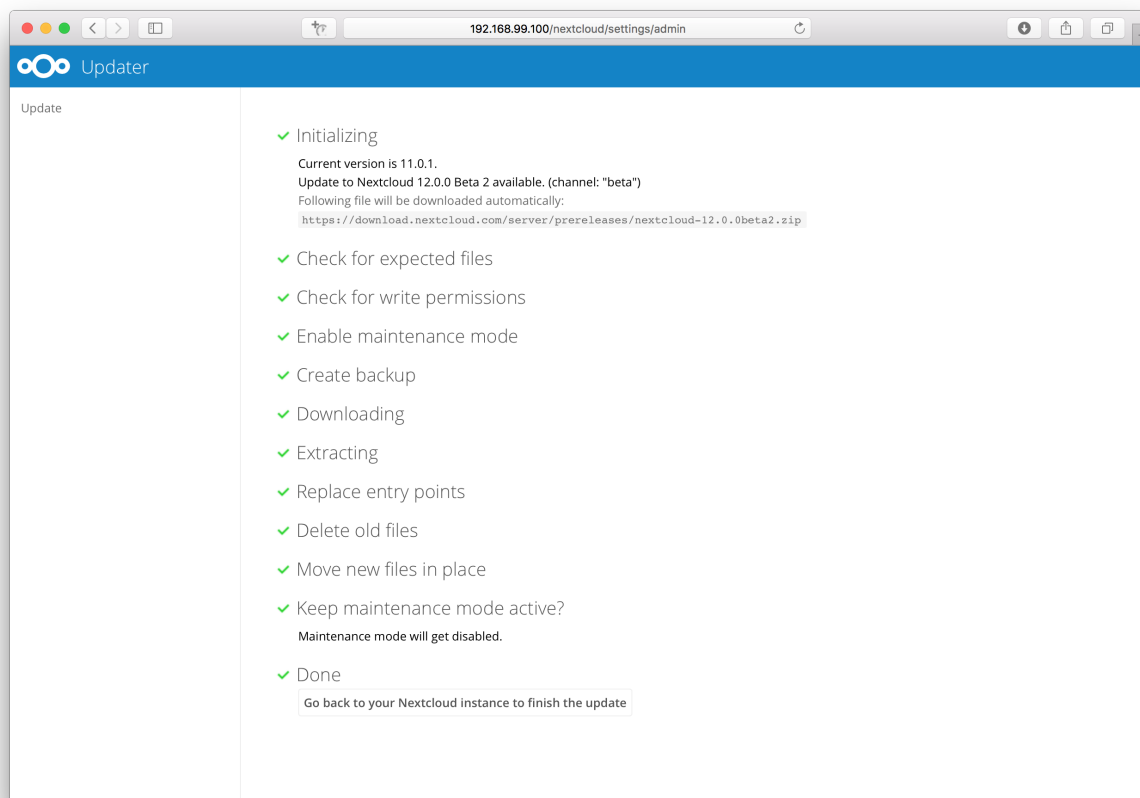 192.168.99.100/nextcloud/settings/admin
Updater
Update
Initializing
Current version is 11.0.1.
Update to Nextcloud 12.0.0 Beta 2 available. (channel: "beta")
Following file will be downloaded automatically:
https://download.nextcloud.com/server/prereleases/nextcloud-12.0.0beta2.zip
Check for expected files
Check for write permissions
Enable maintenance mode
Create backup
Downloading
Extracting
Replace entry points
Delete old files
Move new files in place
Keep maintenance mode active?
Maintenance mode will get disabled.
Done
Go back to your Nextcloud instance to finish the update